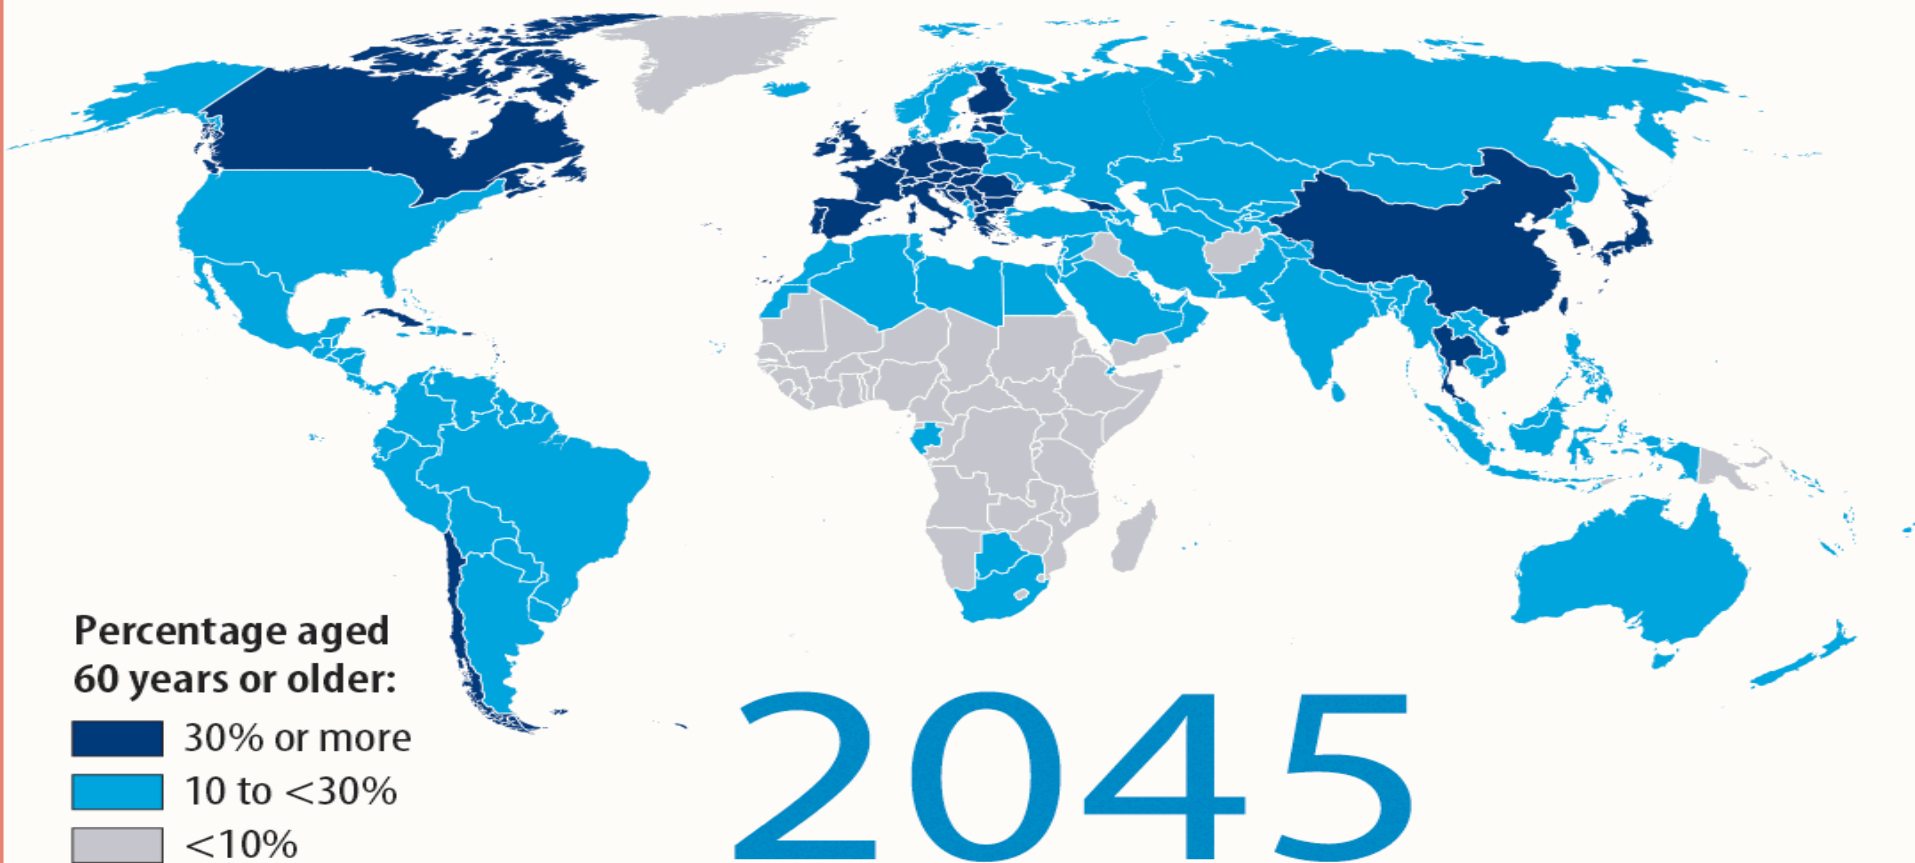 Percentage aged
60 years or older:
30% or more
10 to <30%
<10%
2045